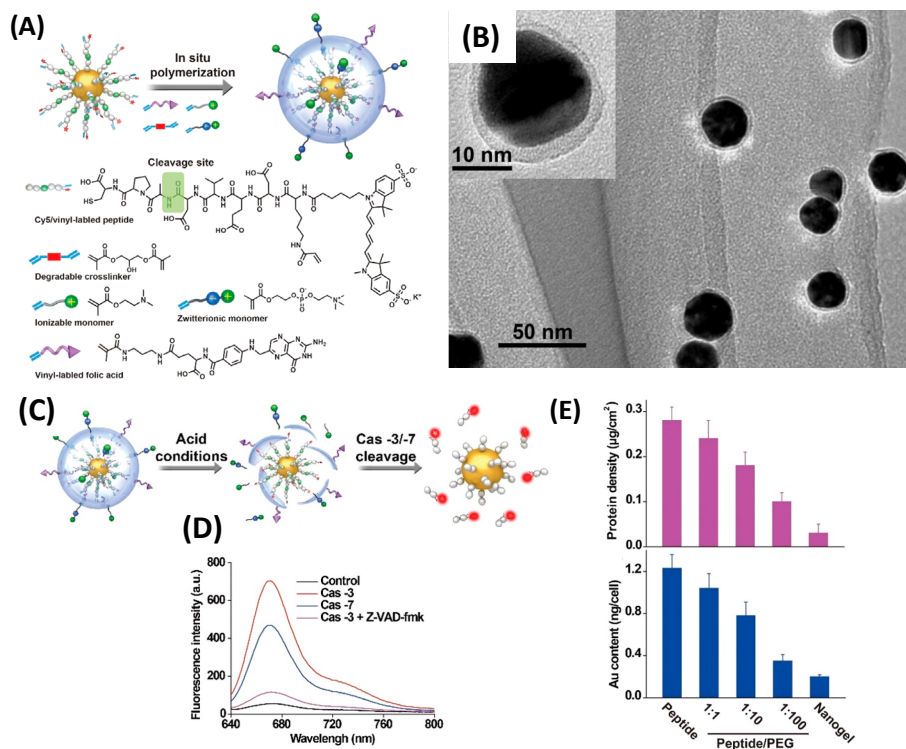 (A)
In situ
polymerization
Cleavage site
Cy5/vinyl-labled peptide
Degradable crosslinker
Ionizable monomer
Zwitterionic monomer
Vinyl-labled folic acid
(B)
10 nm
50 nm
(C)
Acid
conditions
Cas -3/-7
cleavage
(D)
Fluorescence intensity (a.u.)
800
600
400
200
0
Control
Cas -3
Cas -7
Cas -3 + Z-VAD-fmk
640 680 720 760 800
Wavelengh (nm)
(E)
Protein density (µg/cm²)
0.3
0.2
0.1
0.0
Au content (ng/cell)
1.2
0.6
0.0
Peptide 1:1 1:10 1:100 Nanogel
Peptide/PEG